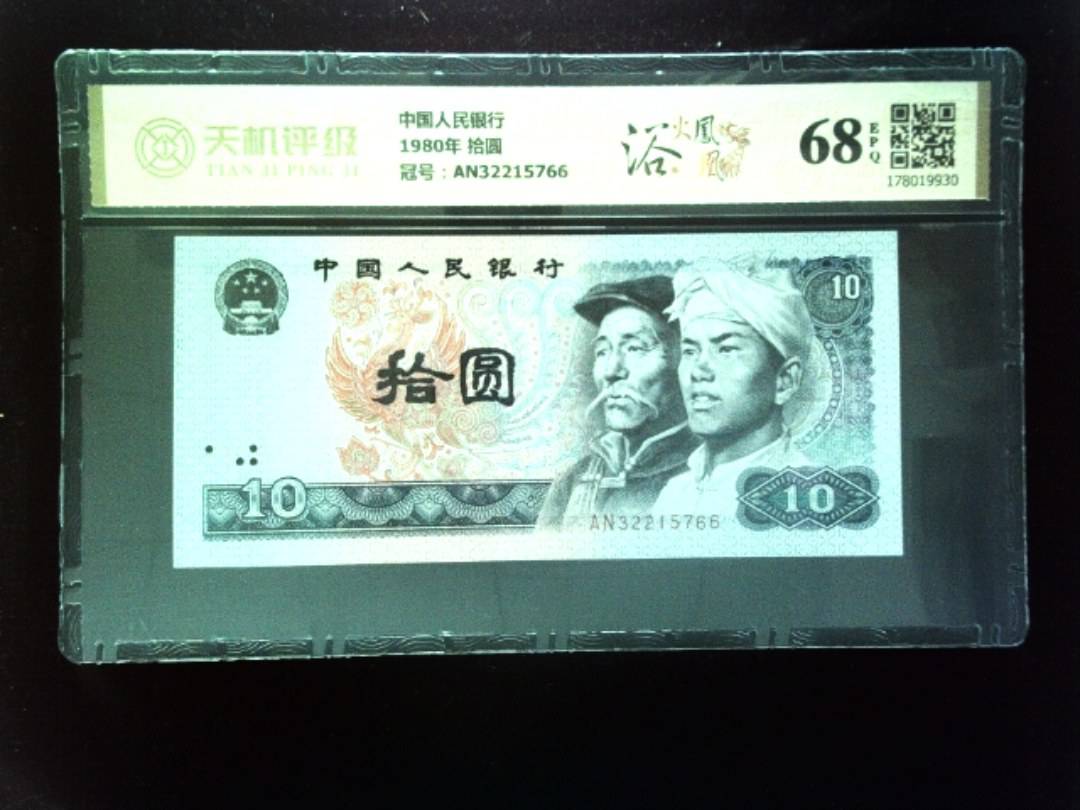 天机评级
TIAN JI PING JI
中国人民银行
1980年 拾圆
冠号：AN32215766
浴火凤凰
68
EPQ
178019930
中国人民银行
10
拾圆
10
10
AN32215766